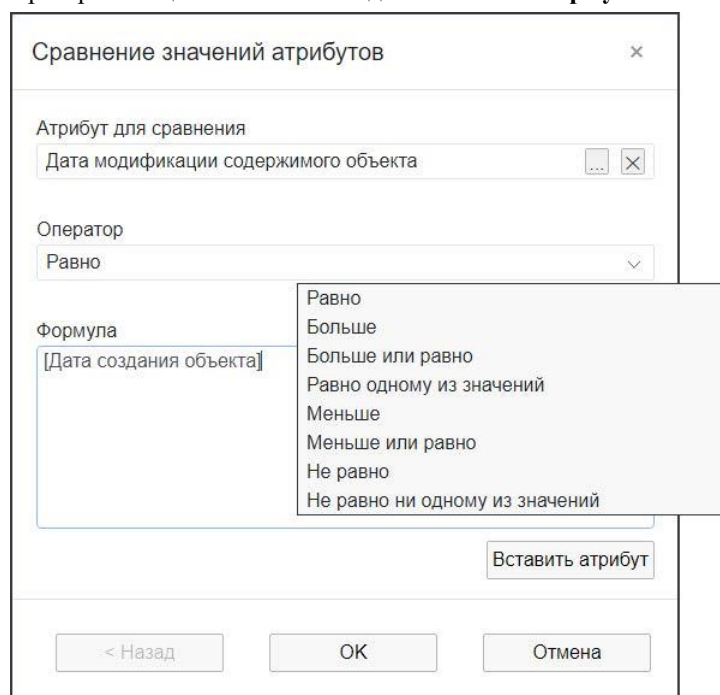 Сравнение значений атрибутов
Атрибут для сравнения
Дата модификации содержимого объекта ...
Оператор
Равно
Формула
[Дата создания объекта]
Равно
Больше
Больше или равно
Равно одному из значений
Меньше
Меньше или равно
Не равно
Не равно ни одному из значений
Вставить атрибут
< Назад
OK
Отмена